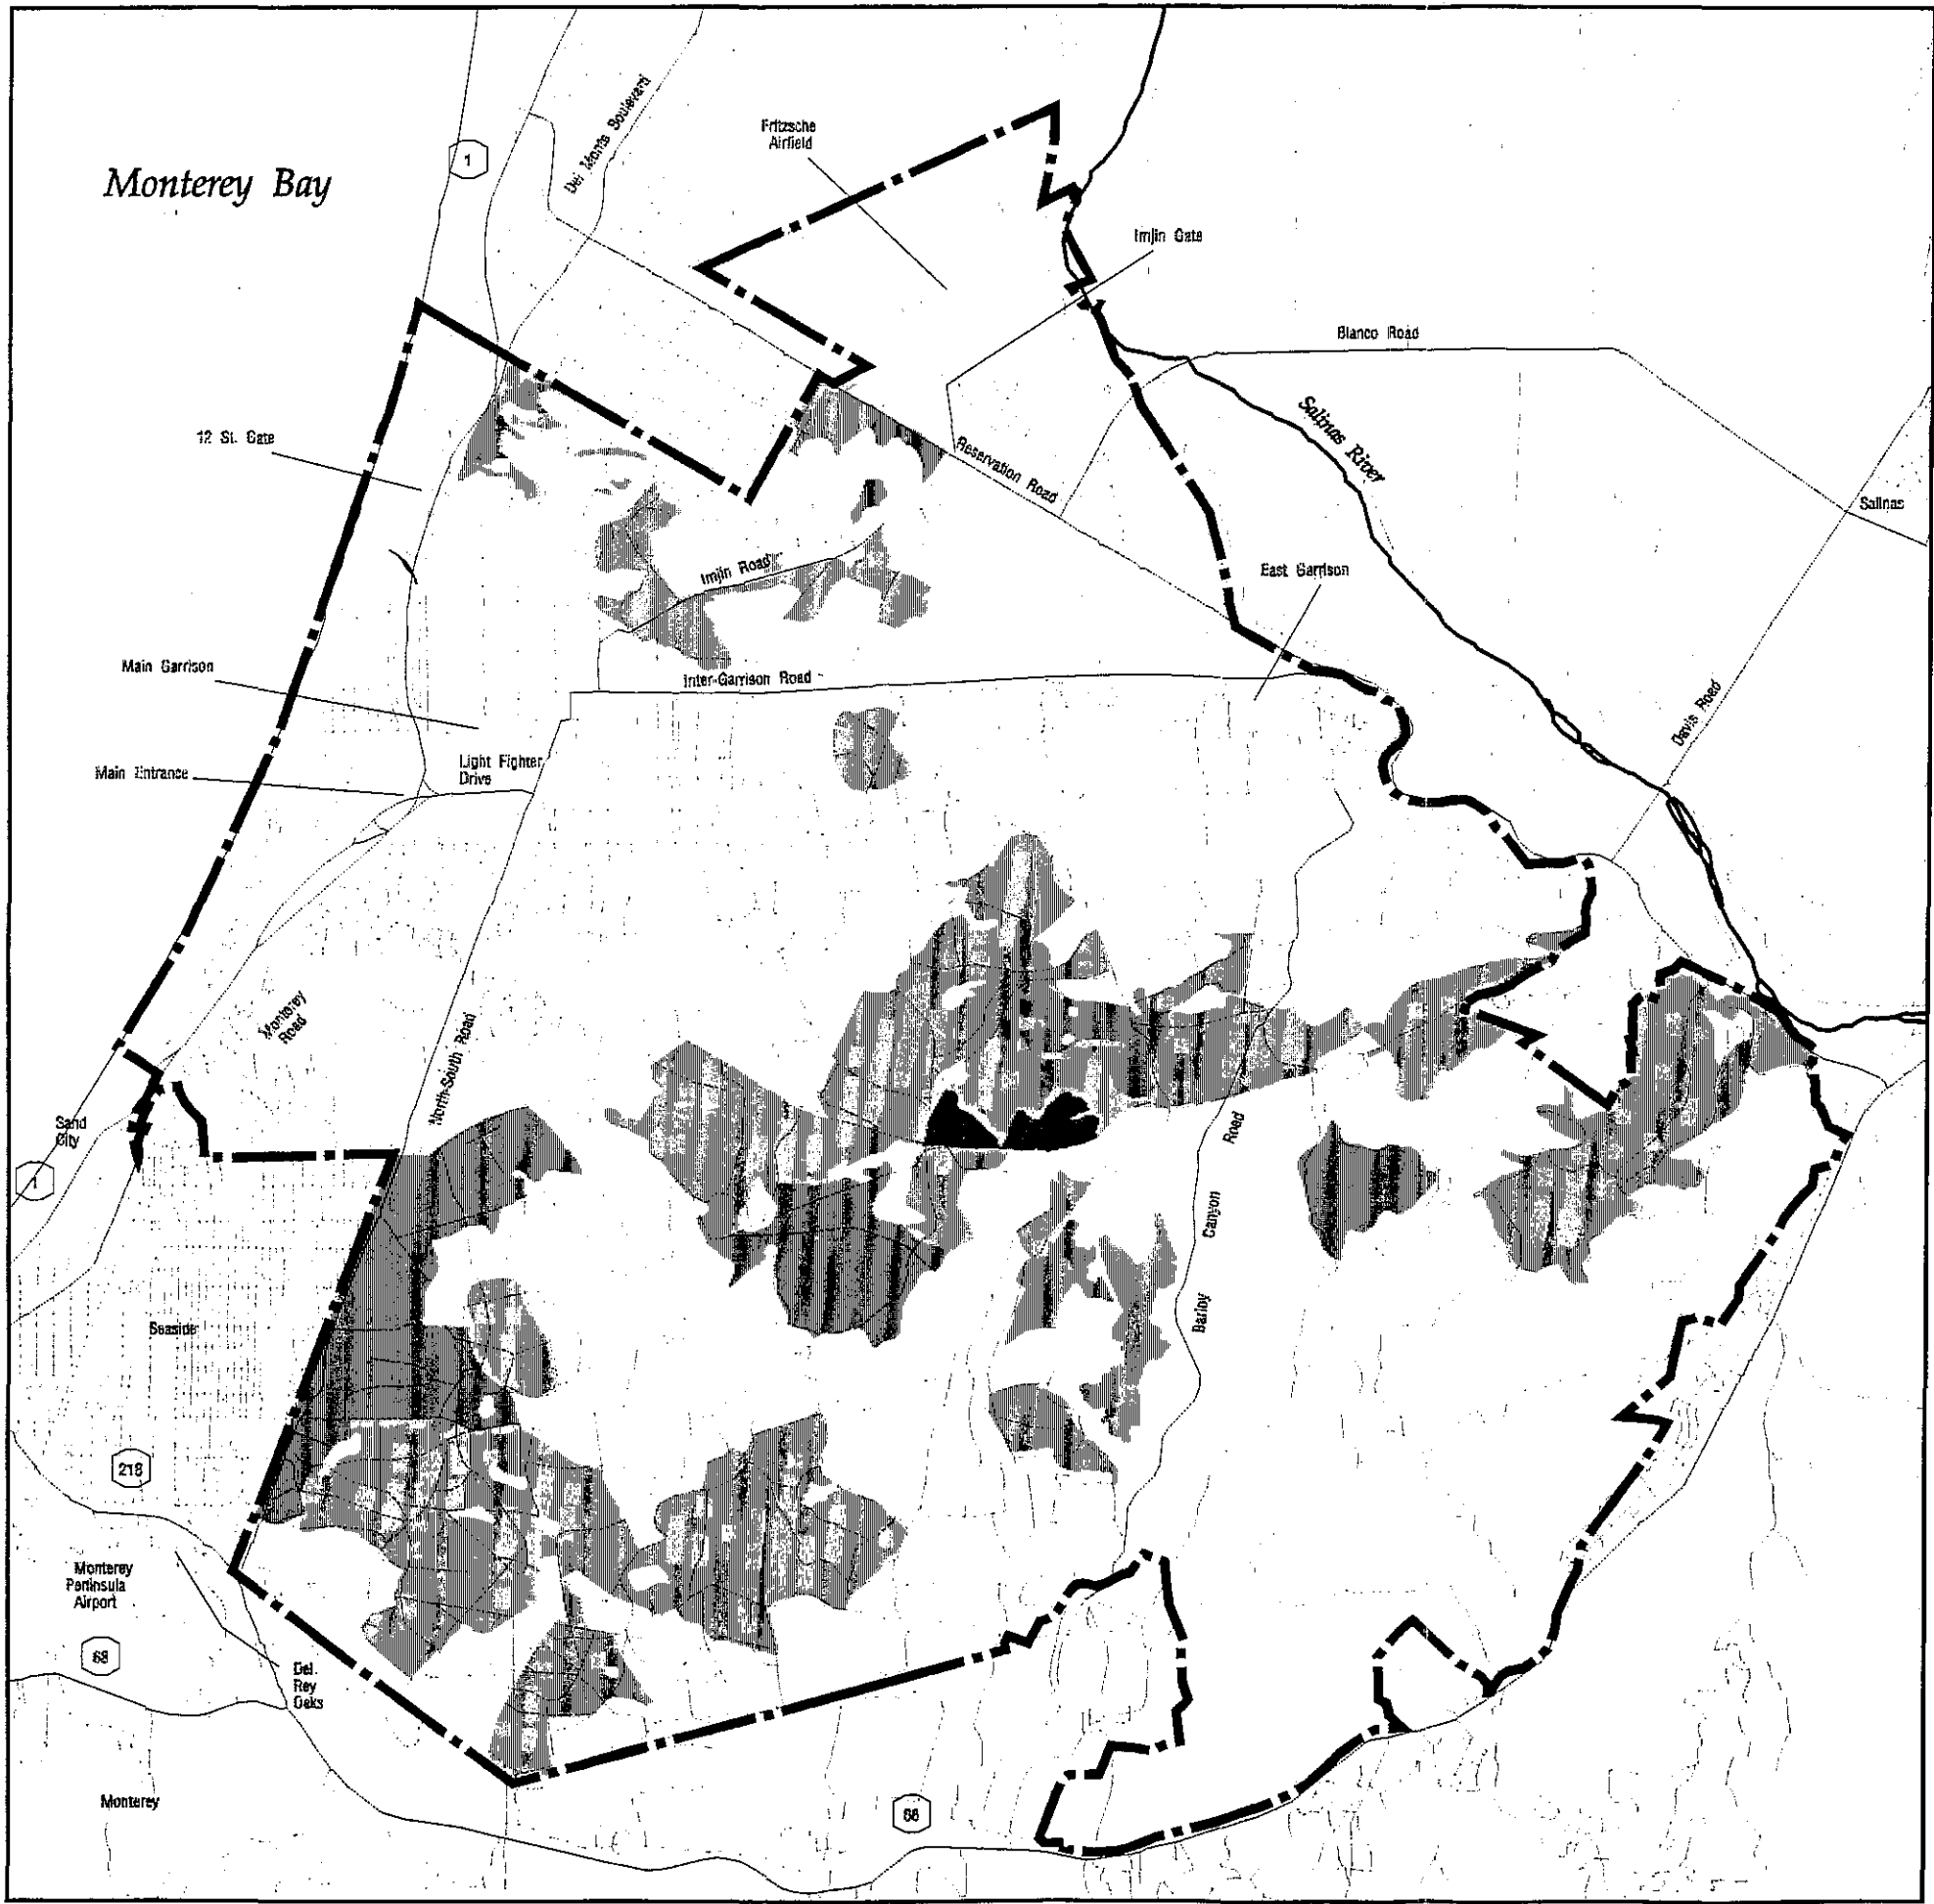 Del Monte Boulevard
Fritzsche
Airfield
1
Monterey Bay
Imjin Gate
Blanco Road
Salinas River
12 St. Gate
Reservation Road
Salinas
Imjin Road
East Garrison
Main Garrison
Inter-Garrison Road
Davis Road
Light Fighter
Drive
Main Entrance
Monterey
Road
North-South Road
Sand
City
Road
1
Canyon
Barloy
Seaside
218
Monterey
Peninsula
Airport
68
Del
Rey
Oaks
Monterey
68